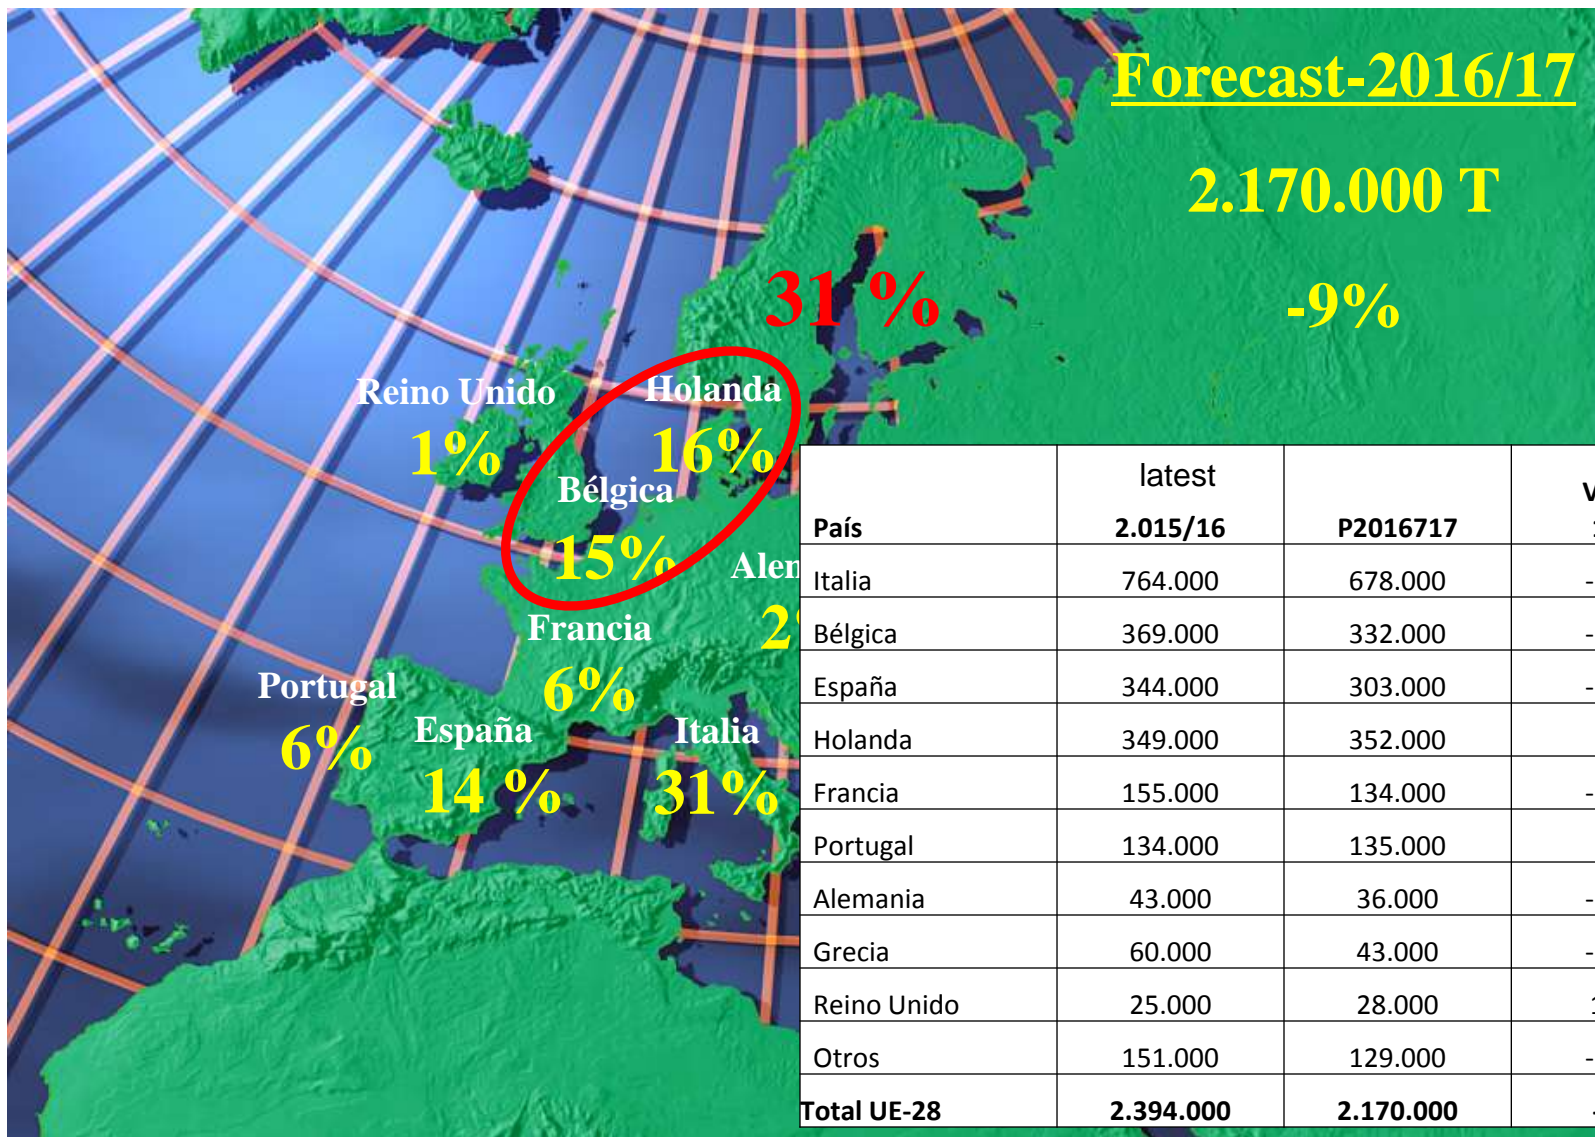 Forecast-2016/17
2.170.000 T
-9%
31 %
Reino Unido
1%
Holanda
16%
Bélgica
15%
Francia
6%
Portugal
6%
España
14 %
Italia
31%
latest
País 2.015/16 P2016717
Italia 764.000 678.000 -
Bélgica 369.000 332.000 -
España 344.000 303.000 -
Holanda 349.000 352.000
Francia 155.000 134.000 -
Portugal 134.000 135.000
Alemania 43.000 36.000 -
Grecia 60.000 43.000 -
Reino Unido 25.000 28.000
Otros 151.000 129.000 -
Total UE-28 2.394.000 2.170.000